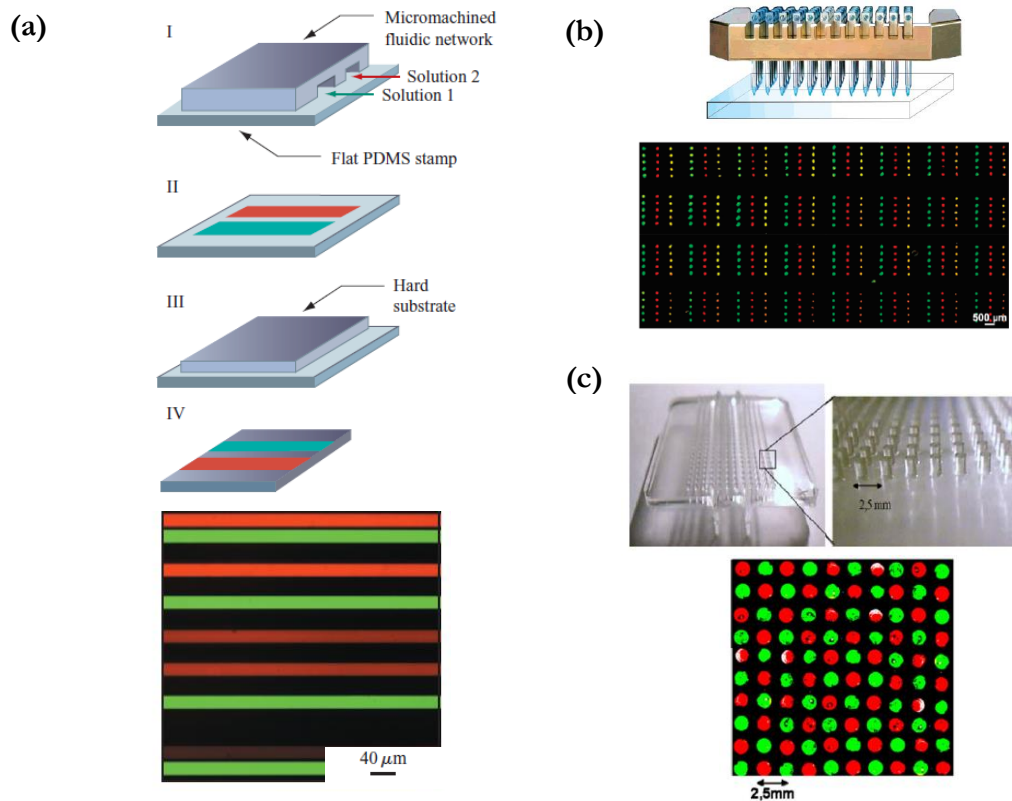 (a)
I
Micromachined
fluidic network
Solution 2
Solution 1
Flat PDMS stamp
II
III
Hard
substrate
IV
40 μm
(b)
500 μm
(c)
2,5 mm
2,5mm